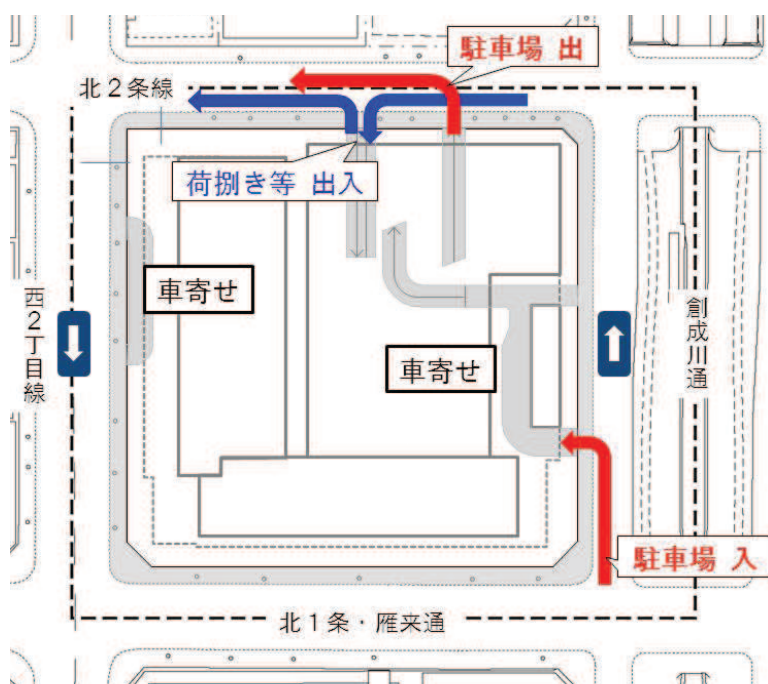 駐車場 出
北2条線
荷捌き等 出入
車寄せ
西2丁目線
創成川通
車寄せ
駐車場 入
北1条・雁来通